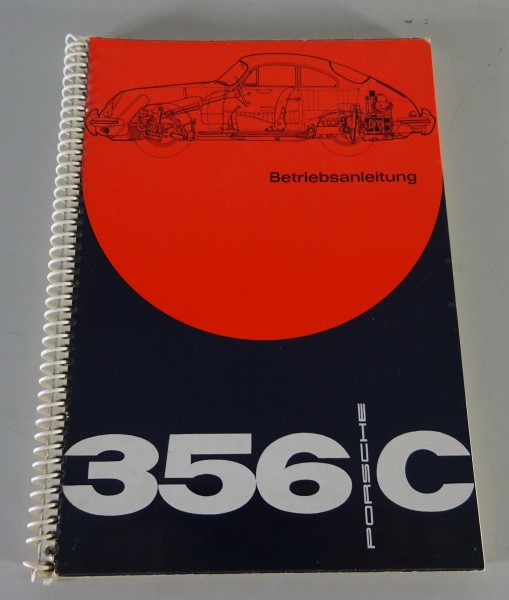 Betriebsanleitung
356 PORSCHE C